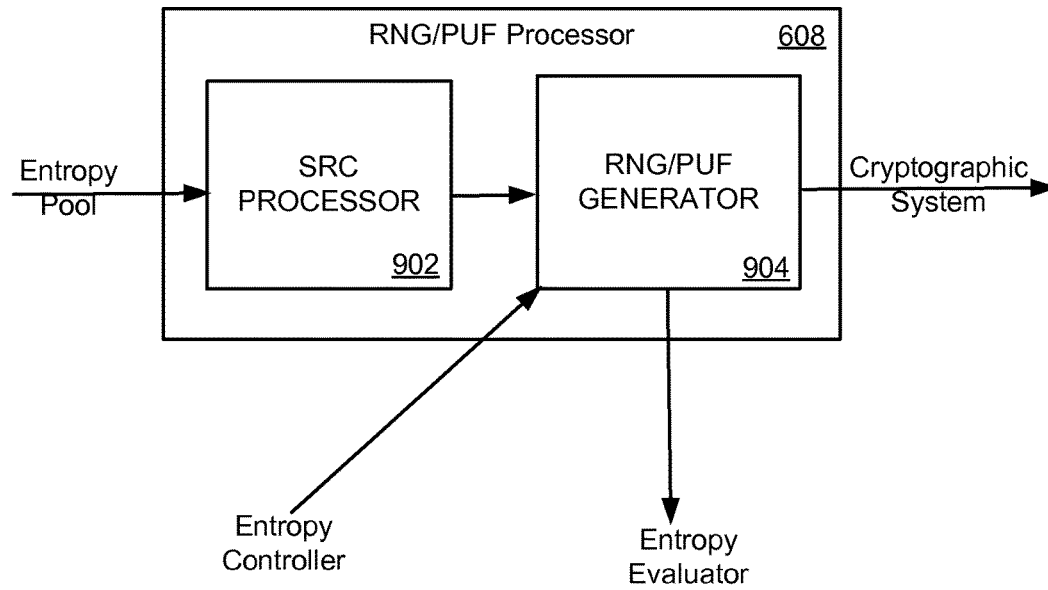 RNG/PUF Processor
608
SRC
PROCESSOR
902
RNG/PUF
GENERATOR
904
Entropy
Pool
Cryptographic
System
Entropy
Controller
Entropy
Evaluator